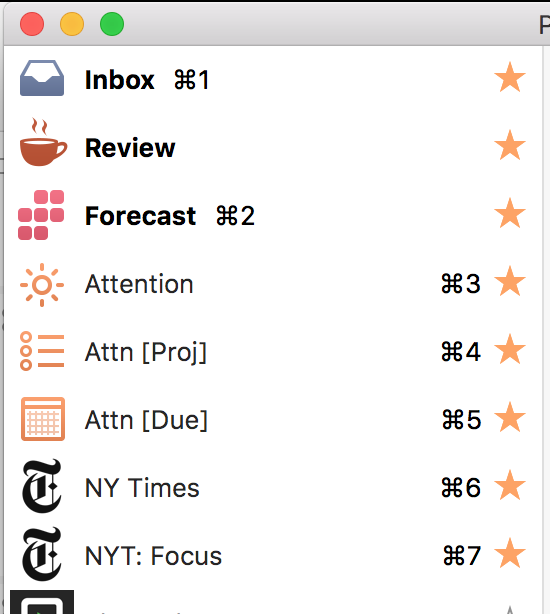 P
Inbox ⌘1
Review
Forecast ⌘2
Attention ⌘3
Attn [Proj] ⌘4
Attn [Due] ⌘5
NY Times ⌘6
NYT: Focus ⌘7